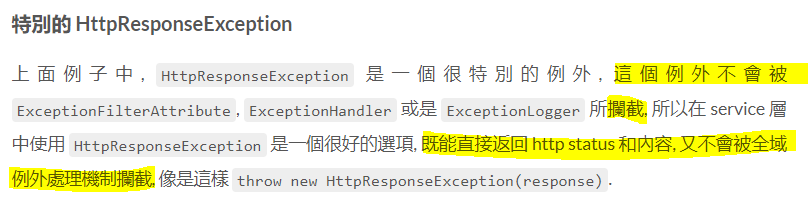 特別的 HttpResponseException
上面例子中, HttpResponseException 是一個很特別的例外, 這個例外不會被
ExceptionFilterAttribute, ExceptionHandler 或是 ExceptionLogger 所攔截, 所以在 service 層
中使用 HttpResponseException 是一個很好的選項, 既能直接返回 http status 和內容, 又不會被全域
例外處理機制攔截, 像是這樣 throw new HttpResponseException(response).